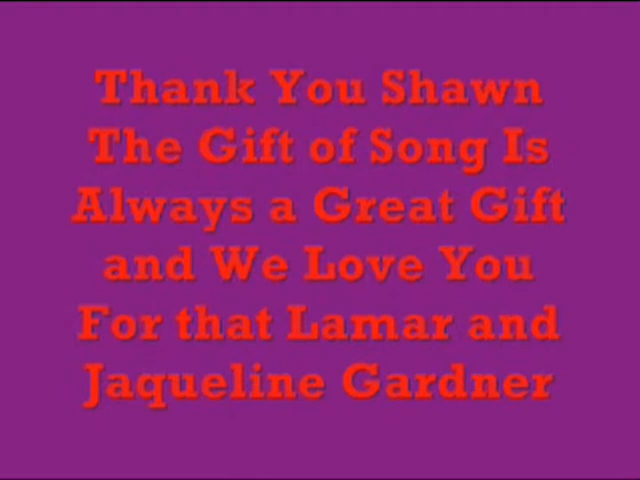 Thank You Shawn
The Gift of Song Is
Always a Great Gift
and We Love You
For that Lamar and
Jaqueline Gardner